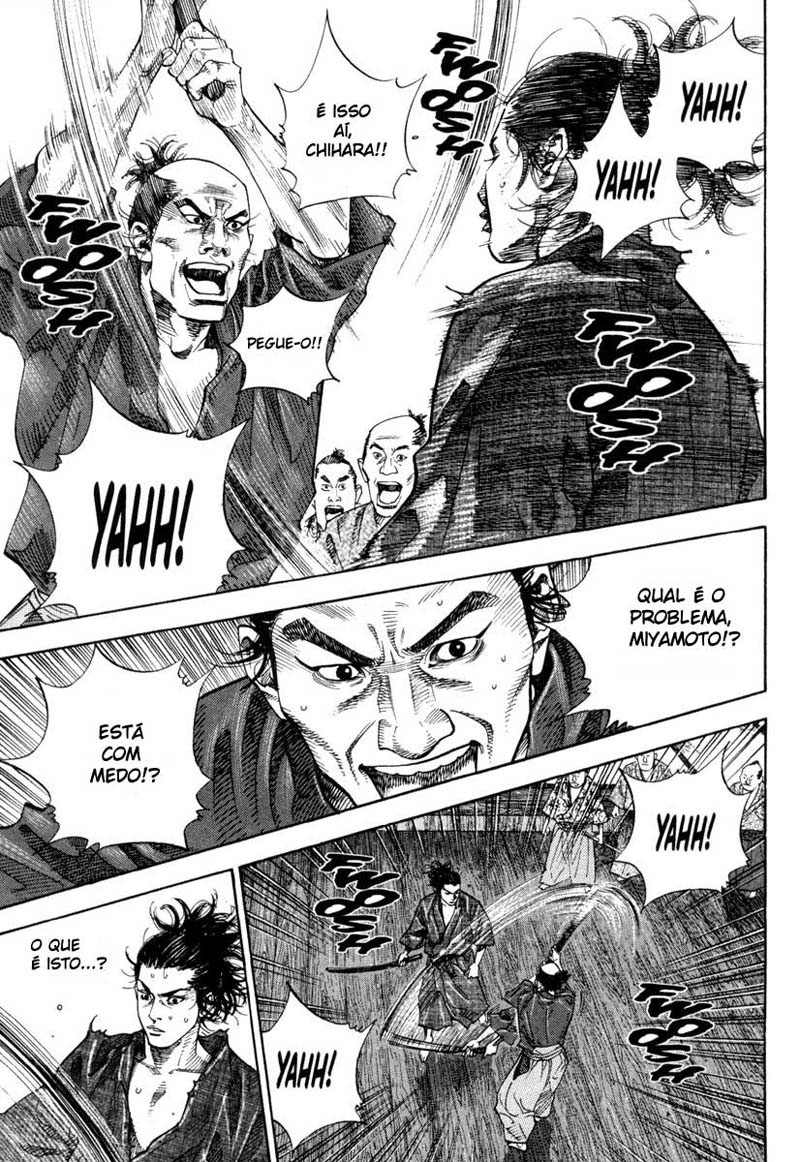 YAHH!
YAHH!
FWOOSH
É ISSO
AÍ,
CHIHARA!!
FWOOSH
PEGUE-O!!
FWOOSH
YAHH!
QUAL É O
PROBLEMA,
MIYAMOTO!?
ESTÁ
COM
MEDO!?
YAHH!
FWOOSH
FWOOSH
YAHH!
O QUE
É ISTO...?